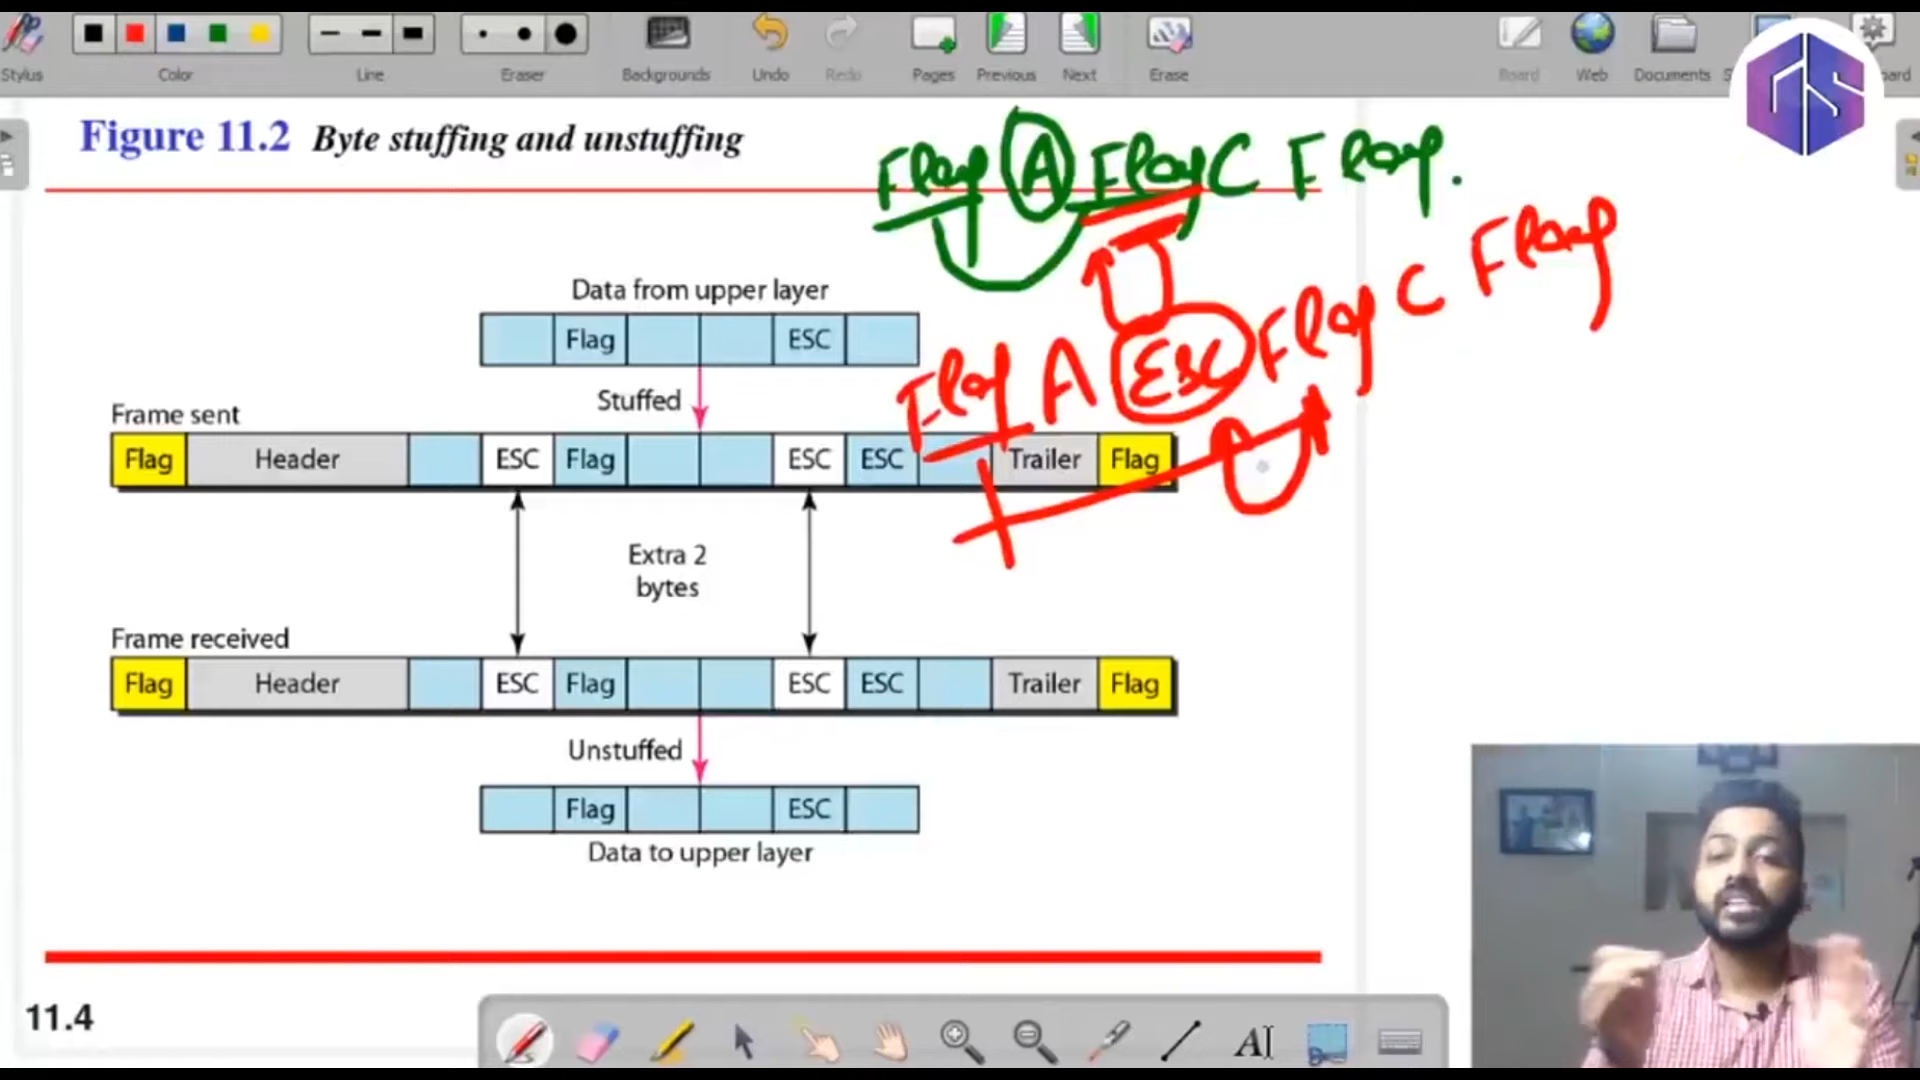 Stylus Color Line Eraser Backgrounds Undo Redo Pages Previous Next Erase Board Web Documents
GS
Figure 11.2 Byte stuffing and unstuffing
Flag A Flag C Flag.
Flag A ESC Flag C Flag
Data from upper layer
Flag ESC
Stuffed
Frame sent
Flag Header ESC Flag ESC ESC Trailer Flag
Extra 2
bytes
Frame received
Flag Header ESC Flag ESC ESC Trailer Flag
Unstuffed
Flag ESC
Data to upper layer
11.4